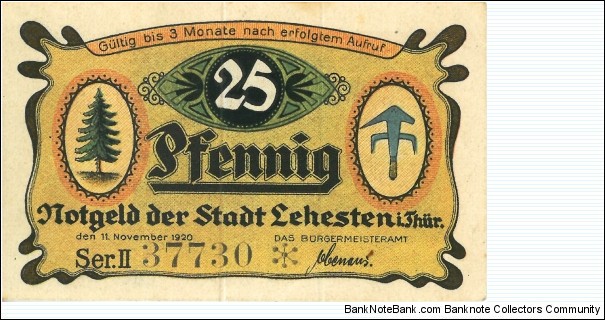 Gültig bis 3 Monate nach erfolgtem Aufruf
25
Pfennig
Notgeld der Stadt Lehesten i. Thür.
den 11. November 1920 DAS BÜRGERMEISTERAMT
Ser. II 37730
BankNoteBank.com / Banknote Collectors Community